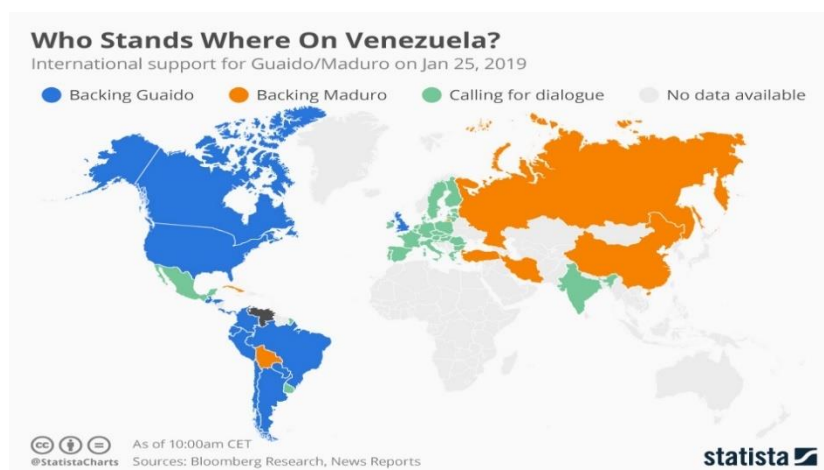 Who Stands Where On Venezuela?
International support for Guaido/Maduro on Jan 25, 2019
Backing Guaido Backing Maduro Calling for dialogue No data available
cc
As of 10:00am CET
@StatistaCharts Sources: Bloomberg Research, News Reports
statista